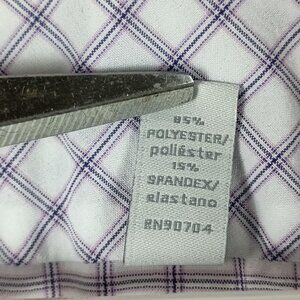 85%
POLYESTER/
poliéster
15%
SPANDEX/
elastano
RN90704